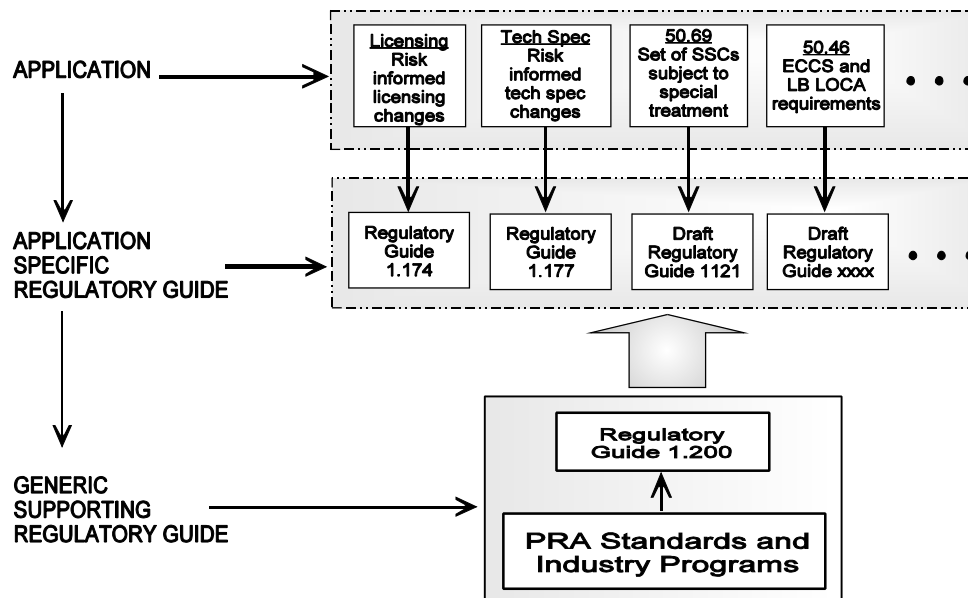 APPLICATION
Licensing
Risk
informed
licensing
changes
Tech Spec
Risk
informed
tech spec
changes
50.69
Set of SSCs
subject to
special
treatment
50.46
ECCS and
LB LOCA
requirements
• • •
APPLICATION
SPECIFIC
REGULATORY GUIDE
Regulatory
Guide
1.174
Regulatory
Guide
1.177
Draft
Regulatory
Guide 1121
Draft
Regulatory
Guide xxxx
• • •
GENERIC
SUPPORTING
REGULATORY GUIDE
Regulatory
Guide 1.200
PRA Standards and
Industry Programs